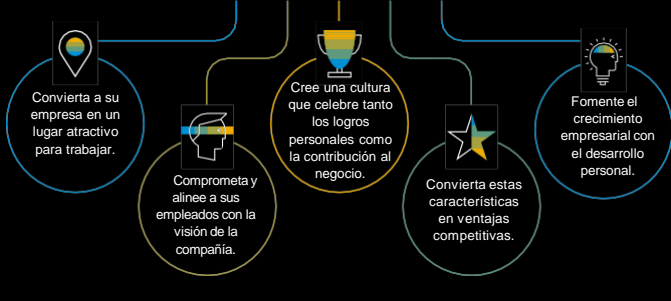 Convierta a su
empresa en un
lugar atractivo
para trabajar.
Comprometa y
alinee a sus
empleados con la
visión de la
compañía.
Cree una cultura
que celebre tanto
los logros
personales como
la contribución al
negocio.
Convierta estas
características
en ventajas
competitivas.
Fomente el
crecimiento
empresarial con
el desarrollo
personal.